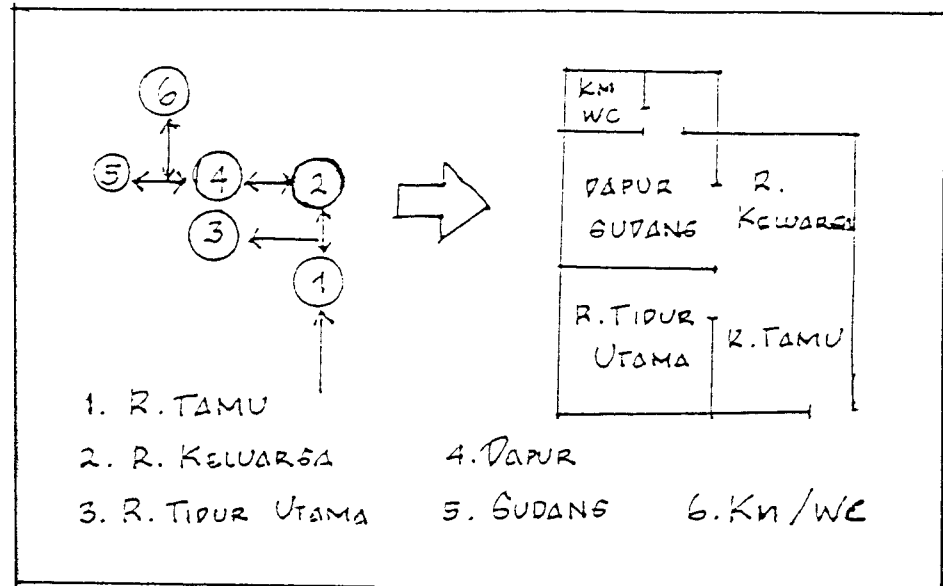 6
5 4 2
3
1
KM
WC
DAPUR
GUDANG
R.
KELUARGA
R. TIDUR
UTAMA
R. TAMU
1. R. TAMU
2. R. KELUARGA
4. DAPUR
3. R. TIDUR UTAMA
5. GUDANG
6. KM/WC